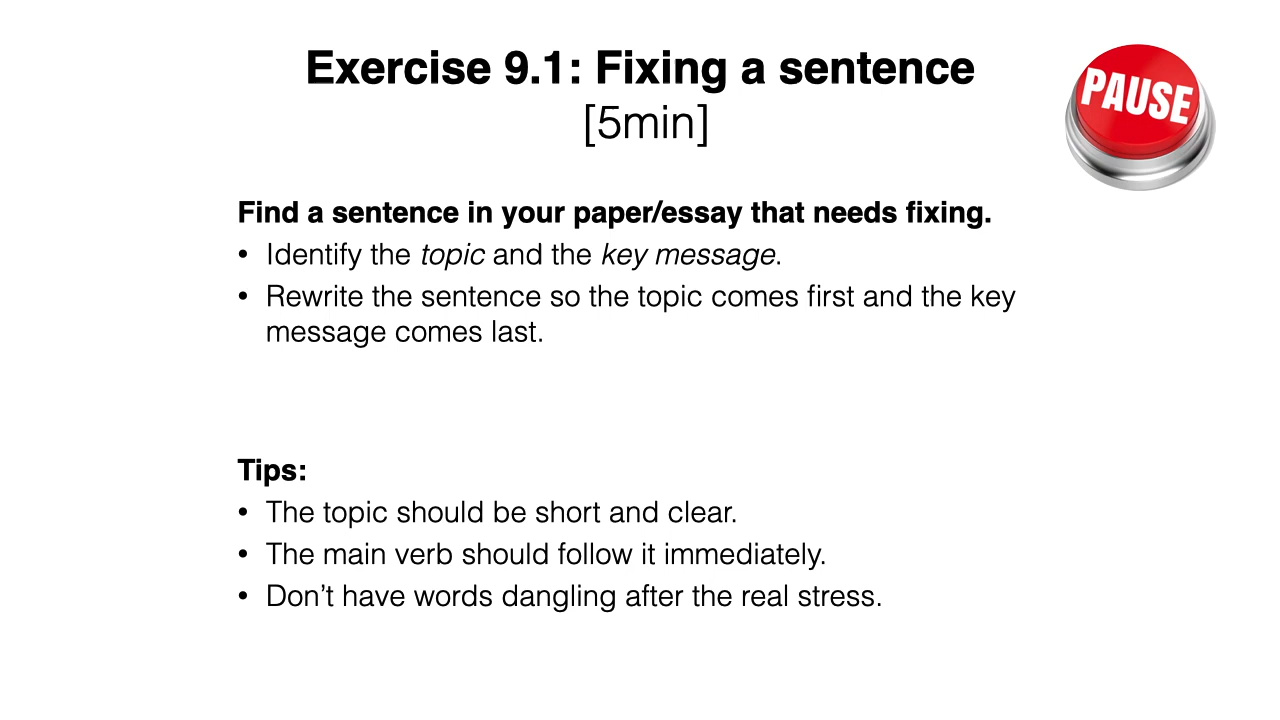 Exercise 9.1: Fixing a sentence
[5min]
PAUSE
Find a sentence in your paper/essay that needs fixing.
• Identify the topic and the key message.
• Rewrite the sentence so the topic comes first and the key
message comes last.
Tips:
• The topic should be short and clear.
• The main verb should follow it immediately.
• Don’t have words dangling after the real stress.